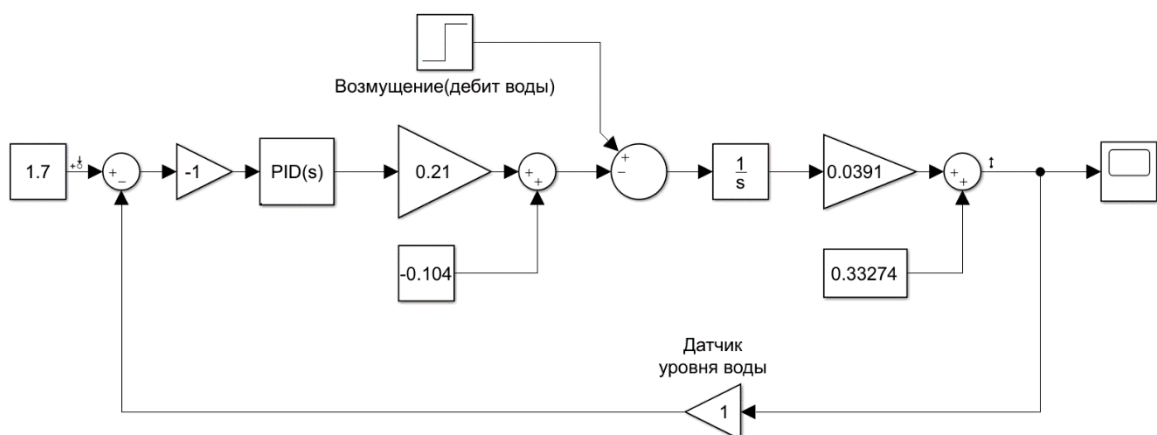 Возмущение(дебит воды)
1.7
-1
PID(s)
0.21
1
s
0.0391
-0.104
0.33274
Датчик
уровня воды
1